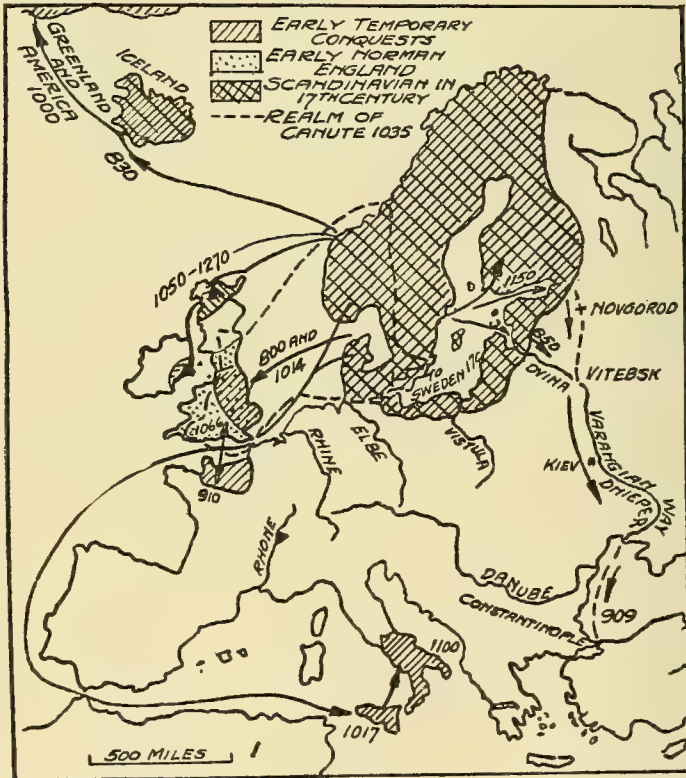 EARLY TEMPORARY
CONQUESTS
EARLY NORMAN
ENGLAND
SCANDINAVIAN IN
17TH CENTURY
REALM OF
CANUTE 1035
GREENLAND
AND
AMERICA
1000
ICELAND
830
1050-1270
800 AND
1014
1150
+ NOVGOROD
850
DVINA
VITEBSK
TO
SWEDEN 17C
1066
910
RHINE
ELBE
VISTULA
KIEV
VARANGIAN
WAY
DNIEPER
RHONE
DANUBE
CONSTANTINOPLE
909
1100
1017
500 MILES